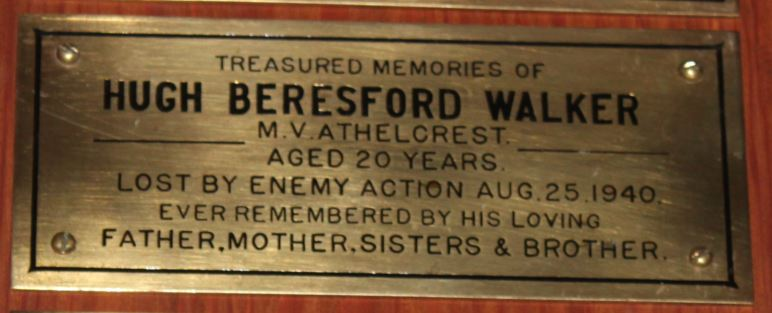 TREASURED MEMORIES OF
HUGH BERESFORD WALKER
M.V. ATHELCREST.
AGED 20 YEARS.
LOST BY ENEMY ACTION AUG. 25. 1940.
EVER REMEMBERED BY HIS LOVING
FATHER, MOTHER, SISTERS & BROTHER.